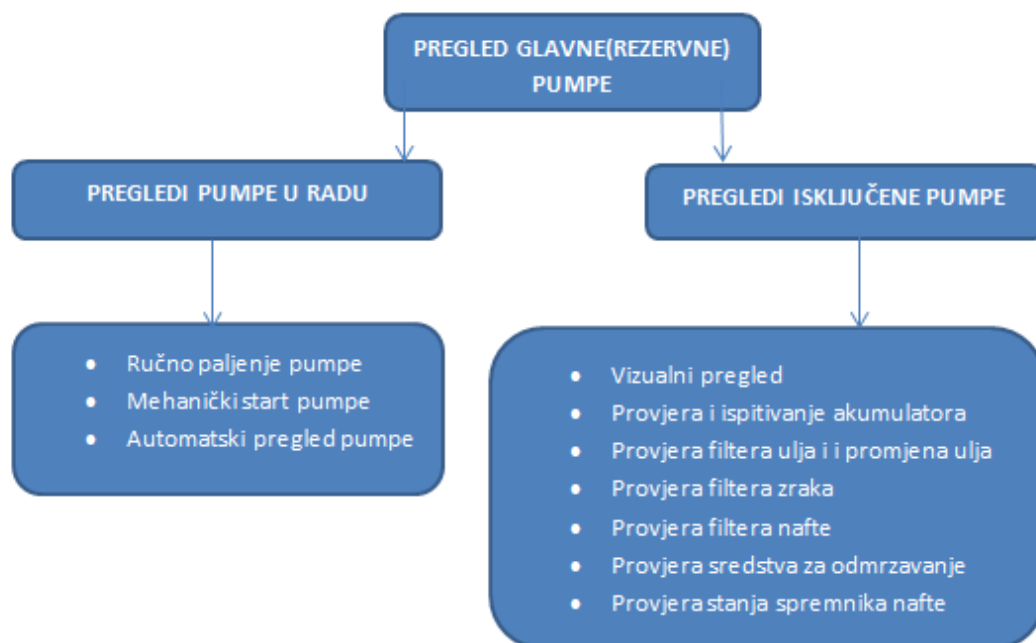 PREGLED GLAVNE(REZERVNE)
PUMPE
PREGLEDI PUMPE U RADU
PREGLEDI ISKLJUČENE PUMPE
Ručno paljenje pumpe
Mehanički start pumpe
Automatski pregled pumpe
Vizualni pregled
Provjera i ispitivanje akumulatora
Provjera filtera ulja i i promjena ulja
Provjera filtera zraka
Provjera filtera nafte
Provjera sredstva za odmrzavanje
Provjera stanja spremnika nafte